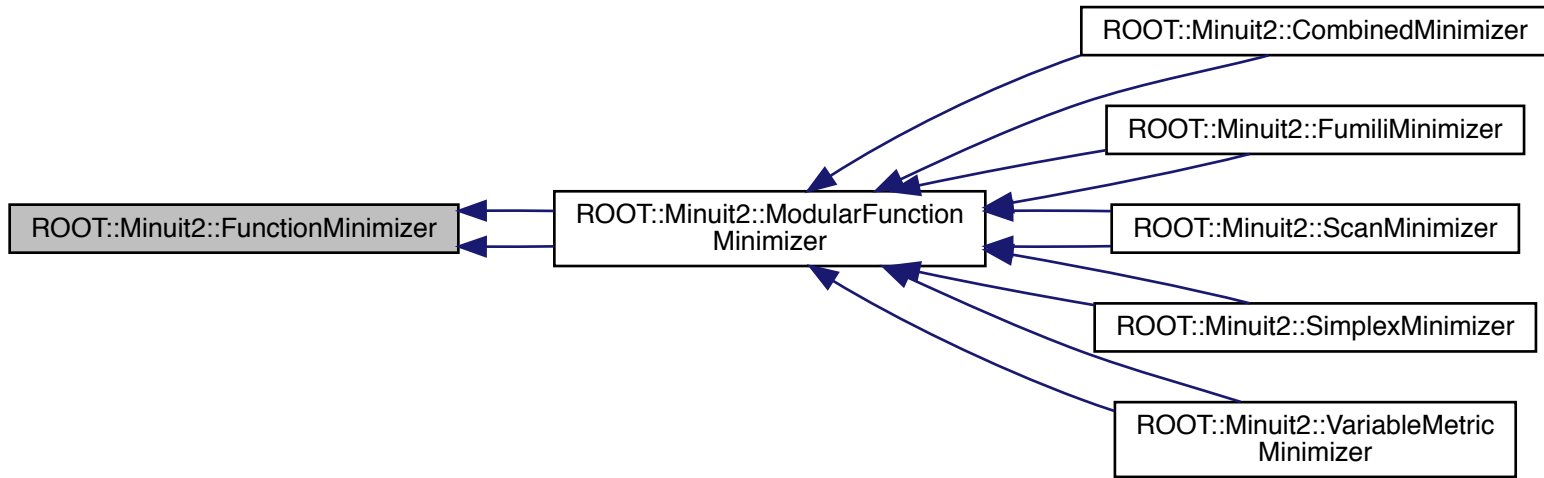 ROOT::Minuit2::FunctionMinimizer
ROOT::Minuit2::ModularFunction
Minimizer
ROOT::Minuit2::CombinedMinimizer
ROOT::Minuit2::FumiliMinimizer
ROOT::Minuit2::ScanMinimizer
ROOT::Minuit2::SimplexMinimizer
ROOT::Minuit2::VariableMetric
Minimizer